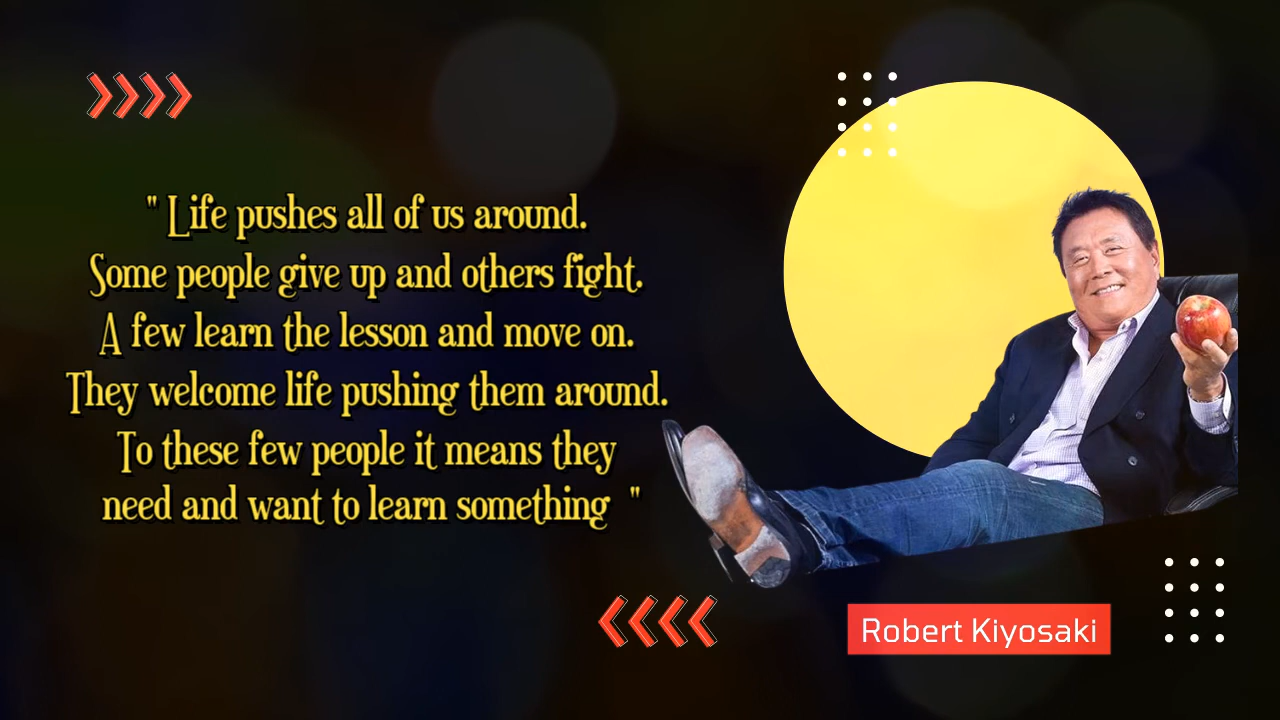 " Life pushes all of us around.
Some people give up and others fight.
A few learn the lesson and move on.
They welcome life pushing them around.
To these few people it means they
need and want to learn something "
Robert Kiyosaki